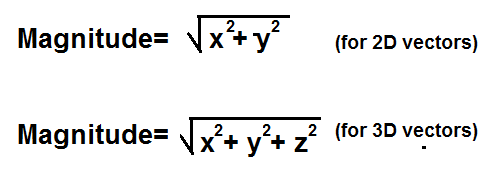 Magnitude= √x²+ y² (for 2D vectors)
Magnitude= √x²+ y²+ z² (for 3D vectors)